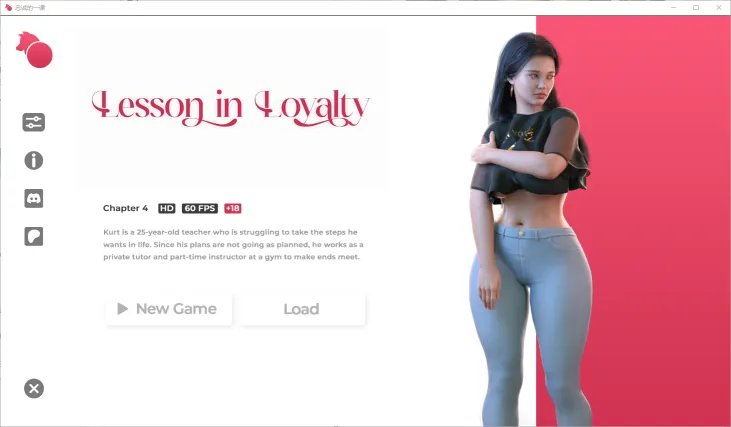 忠诚的一课
Lesson in Loyalty
Chapter 4 HD 60 FPS +18
Kurt is a 25-year-old teacher who is struggling to take the steps he
wants in life. Since his plans are not going as planned, he works as a
private tutor and part-time instructor at a gym to make ends meet.
New Game
Load